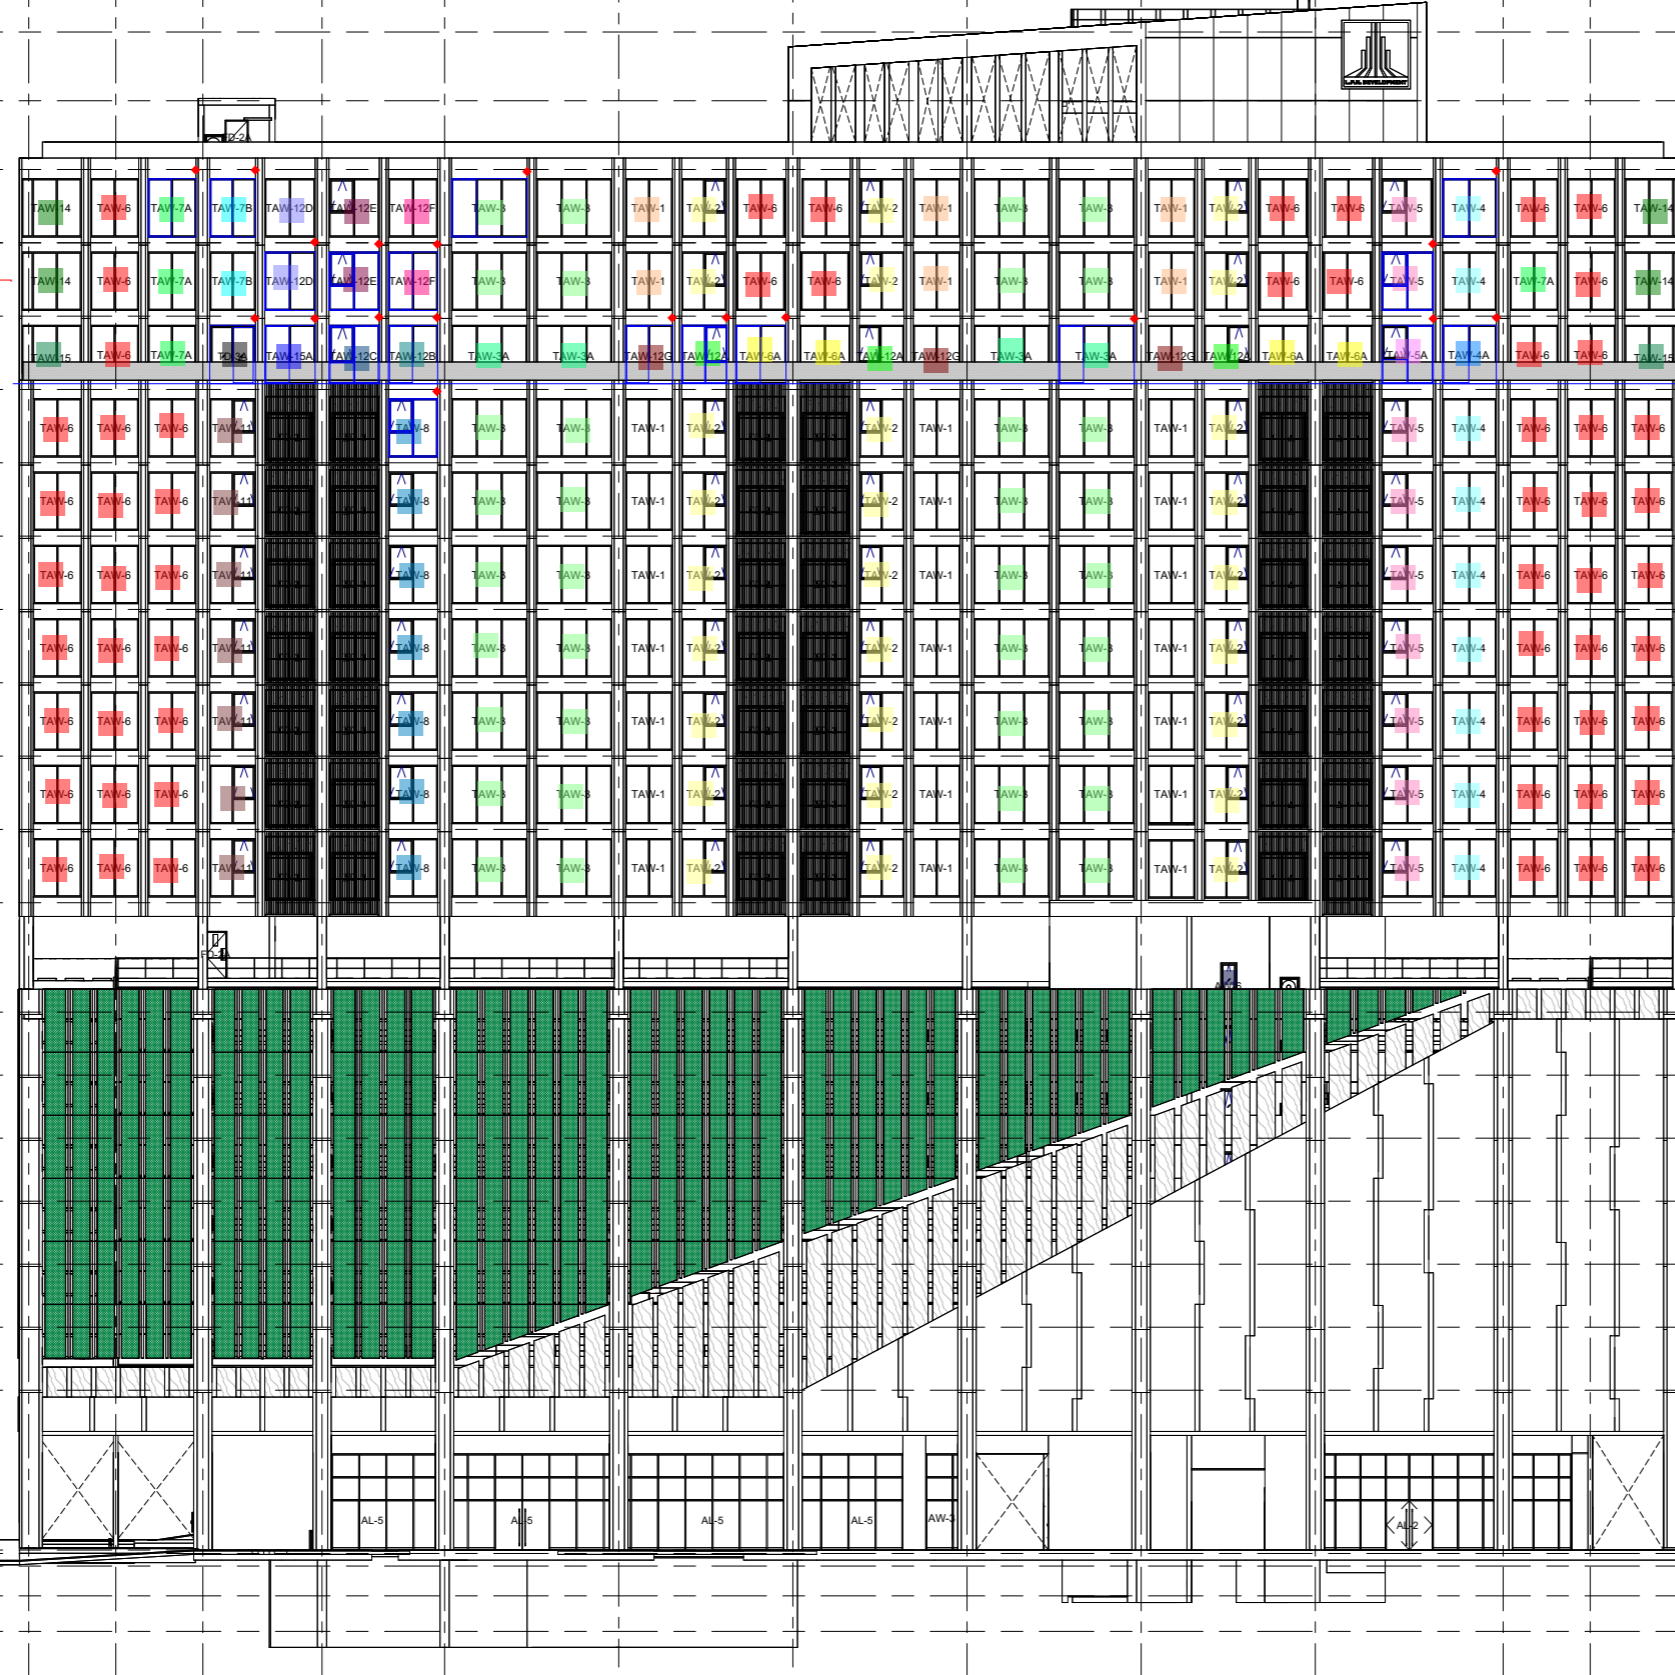 L.P.N. DEVELOPMENT
FD-2A
TAW-14 TAW-6 TAW-7A TAW-7B TAW-12D TAW-12E TAW-12F TAW-3 TAW-3 TAW-1 TAW-2 TAW-6 TAW-6 TAW-2 TAW-1 TAW-3 TAW-3 TAW-1 TAW-2 TAW-6 TAW-6 TAW-5 TAW-4 TAW-6 TAW-6 TAW-14
TAW-14 TAW-6 TAW-7A TAW-7B TAW-12D TAW-12E TAW-12F TAW-3 TAW-3 TAW-1 TAW-2 TAW-6 TAW-6 TAW-2 TAW-1 TAW-3 TAW-3 TAW-1 TAW-2 TAW-6 TAW-6 TAW-5 TAW-4 TAW-7A TAW-6 TAW-14
TAW-15 TAW-6 TAW-7A TAW-15A TAW-12C TAW-12B TAW-3A TAW-3A TAW-12G TAW-12A TAW-6A TAW-6A TAW-12A TAW-12G TAW-3A TAW-3A TAW-12G TAW-12A TAW-6A TAW-6A TAW-5A TAW-4A TAW-6 TAW-6 TAW-15
TAW-6 TAW-6 TAW-6 TAW-11 TAW-8 TAW-3 TAW-3 TAW-1 TAW-2 TAW-2 TAW-1 TAW-3 TAW-3 TAW-1 TAW-2 TAW-5 TAW-4 TAW-6 TAW-6 TAW-6
TAW-6 TAW-6 TAW-6 TAW-11 TAW-8 TAW-3 TAW-3 TAW-1 TAW-2 TAW-2 TAW-1 TAW-3 TAW-3 TAW-1 TAW-2 TAW-5 TAW-4 TAW-6 TAW-6 TAW-6
TAW-6 TAW-6 TAW-6 TAW-11 TAW-8 TAW-3 TAW-3 TAW-1 TAW-2 TAW-2 TAW-1 TAW-3 TAW-3 TAW-1 TAW-2 TAW-5 TAW-4 TAW-6 TAW-6 TAW-6
TAW-6 TAW-6 TAW-6 TAW-11 TAW-8 TAW-3 TAW-3 TAW-1 TAW-2 TAW-2 TAW-1 TAW-3 TAW-3 TAW-1 TAW-2 TAW-5 TAW-4 TAW-6 TAW-6 TAW-6
TAW-6 TAW-6 TAW-6 TAW-11 TAW-8 TAW-3 TAW-3 TAW-1 TAW-2 TAW-2 TAW-1 TAW-3 TAW-3 TAW-1 TAW-2 TAW-5 TAW-4 TAW-6 TAW-6 TAW-6
TAW-6 TAW-6 TAW-6 TAW-8 TAW-3 TAW-3 TAW-1 TAW-2 TAW-2 TAW-1 TAW-3 TAW-3 TAW-1 TAW-2 TAW-5 TAW-4 TAW-6 TAW-6 TAW-6
TAW-6 TAW-6 TAW-6 TAW-11 TAW-8 TAW-3 TAW-3 TAW-1 TAW-2 TAW-2 TAW-1 TAW-3 TAW-3 TAW-1 TAW-2 TAW-5 TAW-4 TAW-6 TAW-6 TAW-6
AL-5 AL-5 AL-5 AL-5 AW-3 AL-2